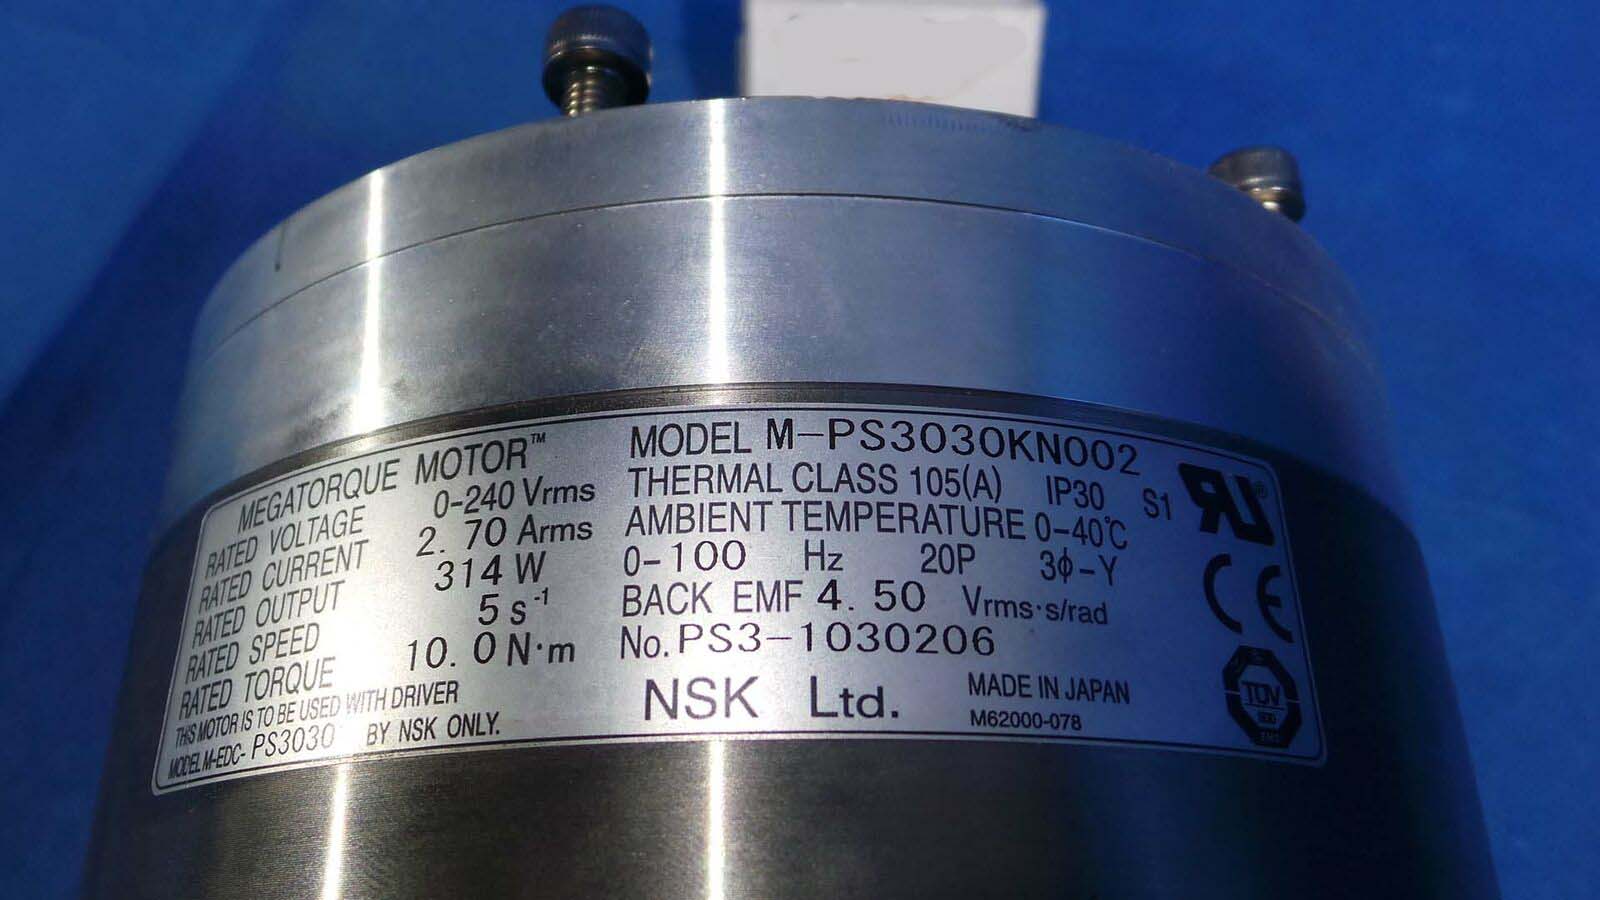 MEGATORQUE MOTOR™
RATED VOLTAGE 0-240 Vrms
RATED CURRENT 2. 70 Arms
RATED OUTPUT 314 W
RATED SPEED 5 s⁻¹
RATED TORQUE 10. 0 N·m
THIS MOTOR IS TO BE USED WITH DRIVER
MODEL M-EDC- PS3030 BY NSK ONLY.
MODEL M-PS3030KN002
THERMAL CLASS 105(A) IP30 S1
AMBIENT TEMPERATURE 0-40℃
0-100 Hz 20P 3ϕ-Y
BACK EMF 4. 50 Vrms·s/rad
No. PS3-1030206
NSK Ltd. MADE IN JAPAN
M62000-078
RU®
CE
TÜV